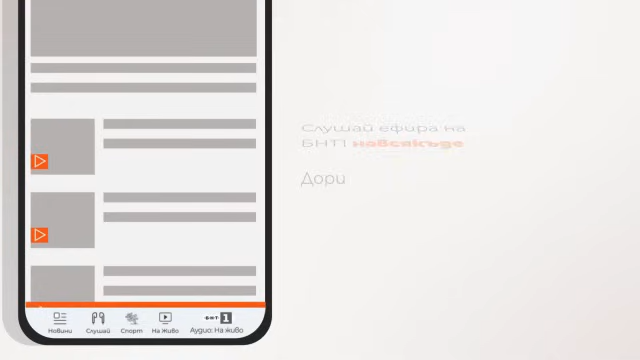 Слушай ефира на
БНТ1 навсякъде
Дори
Новини
Слушай
Спорт
На живо
·БНТ· 1
Аудио: На живо